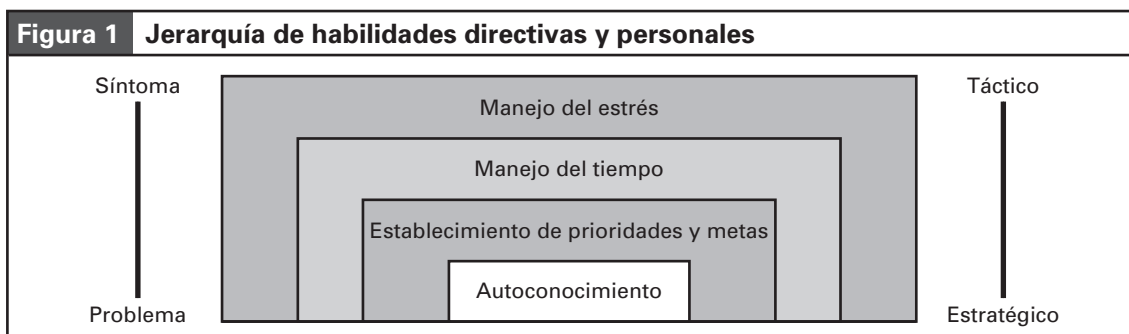 Figura 1 Jerarquía de habilidades directivas y personales
Síntoma
Manejo del estrés
Táctico
Manejo del tiempo
Establecimiento de prioridades y metas
Autoconocimiento
Problema
Estratégico